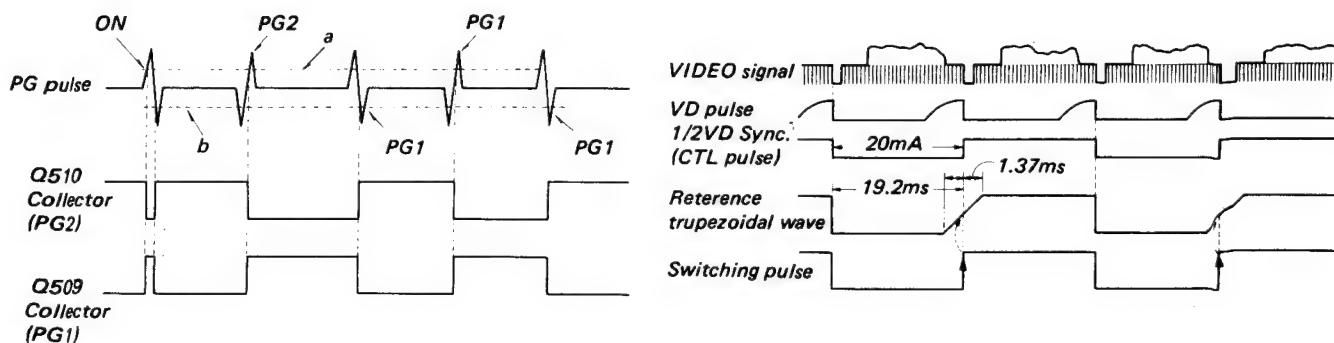 ON
PG2
PG1
a
PG pulse
b
PG1
PG1
Q510
Collector
(PG2)
Q509
Collector
(PG1)
VIDEO signal
VD pulse
1/2VD Sync.
(CTL pulse)
20mA
1.37ms
19.2ms
Reterence
trupezoidal wave
Switching pulse